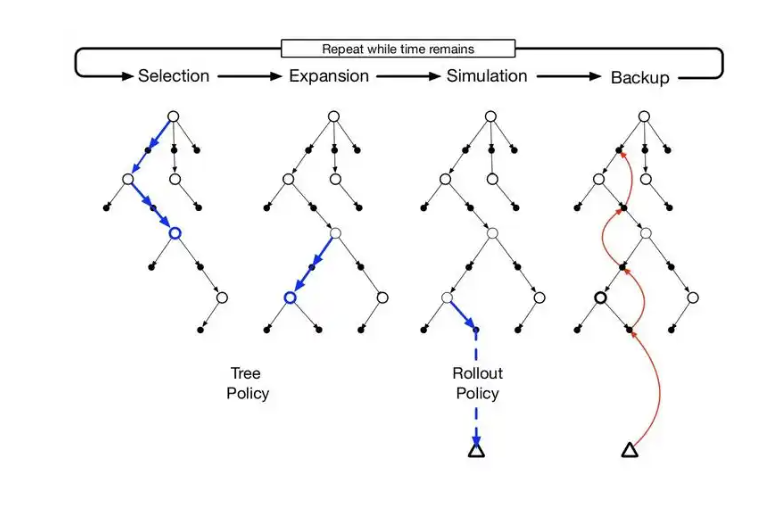 Repeat while time remains
Selection
Expansion
Simulation
Backup
Tree
Policy
Rollout
Policy